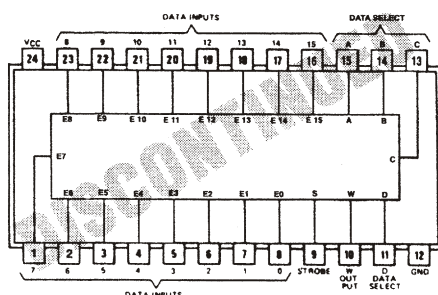 DATA INPUTS DATA SELECT
VCC 8 9 10 11 12 13 14 15 A B C
24 23 22 21 20 19 18 17 16 15 14 13
E8 E9 E10 E11 E12 E13 E14 E15 A B
E7 C
E6 E5 E4 E3 E2 E1 E0 S W D
1 2 3 4 5 6 7 8 9 10 11 12
7 6 5 4 3 2 1 0 STROBE W D GND
OUT DATA
PUT SELECT
DATA INPUTS
DISCONTINUED